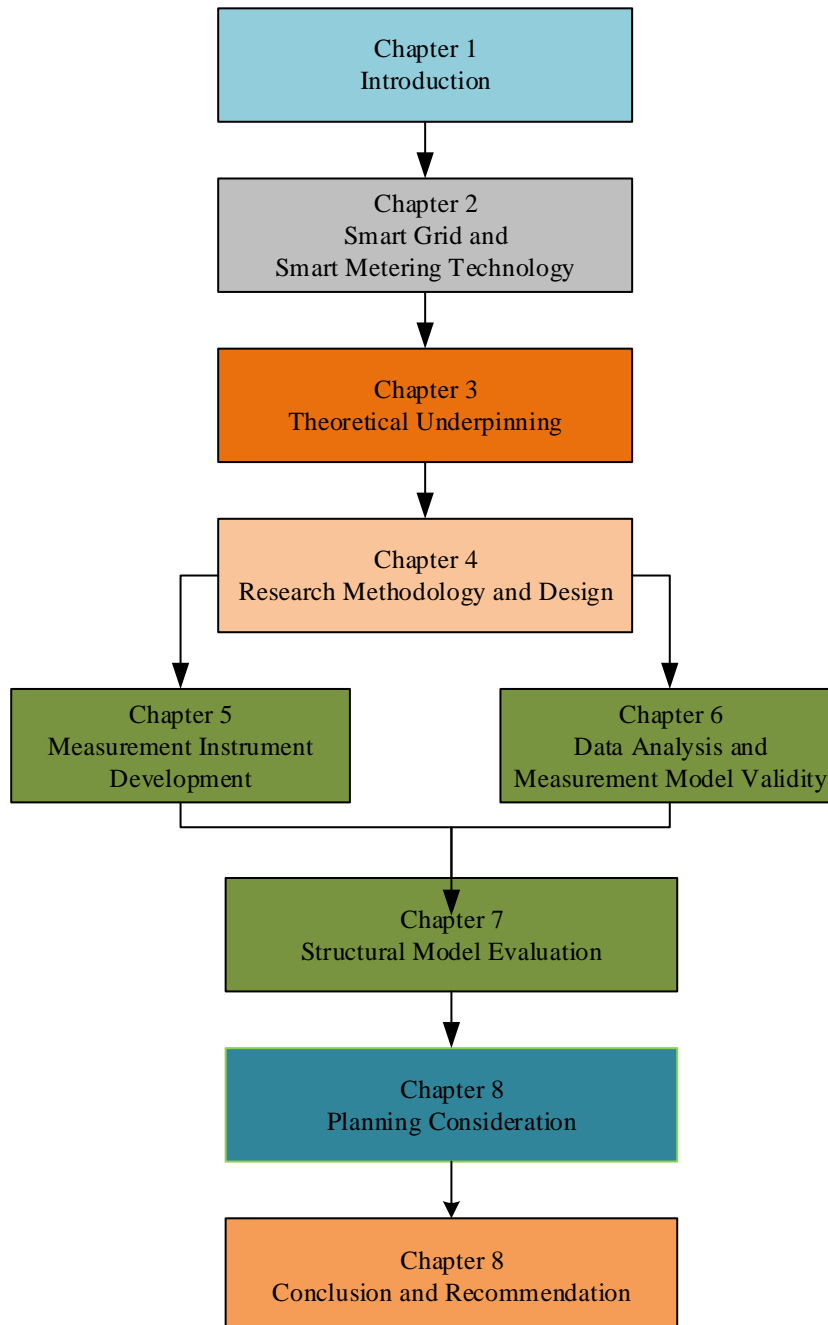 Chapter 1
Introduction
Chapter 2
Smart Grid and
Smart Metering Technology
Chapter 3
Theoretical Underpinning
Chapter 4
Research Methodology and Design
Chapter 5
Measurement Instrument
Development
Chapter 6
Data Analysis and
Measurement Model Validity
Chapter 7
Structural Model Evaluation
Chapter 8
Planning Consideration
Chapter 8
Conclusion and Recommendation